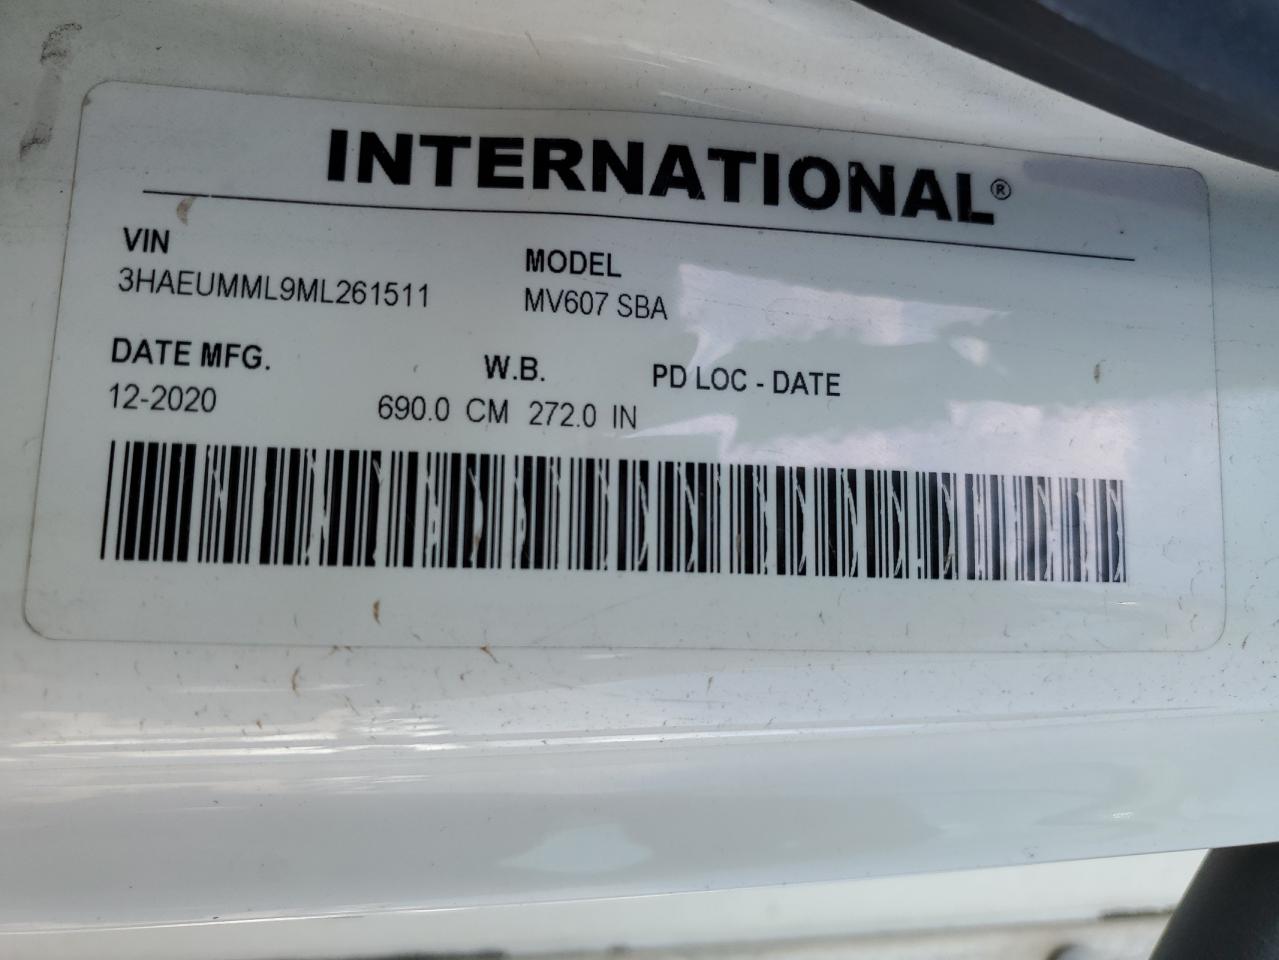 INTERNATIONAL®
VIN
3HAEUMML9ML261511
MODEL
MV607 SBA
DATE MFG.
12-2020
W.B.
690.0 CM 272.0 IN
PD LOC - DATE